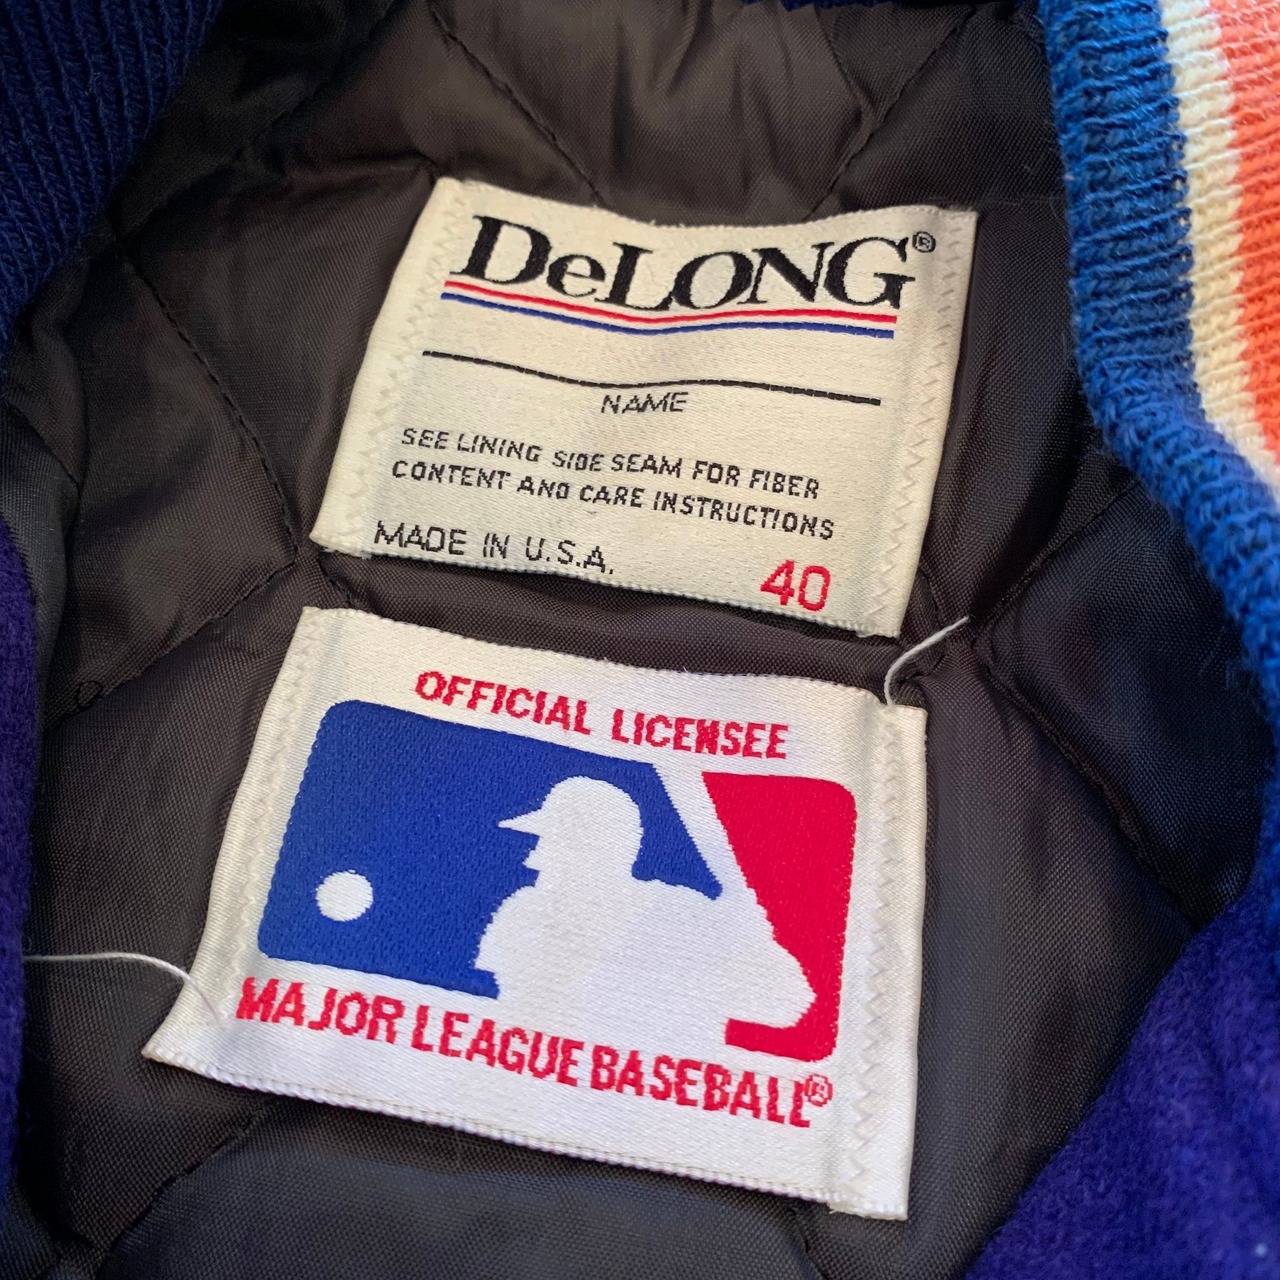 DeLONG®
NAME
SEE LINING SIDE SEAM FOR FIBER
CONTENT AND CARE INSTRUCTIONS
MADE IN U.S.A.
40
OFFICIAL LICENSEE
MAJOR LEAGUE BASEBALL®